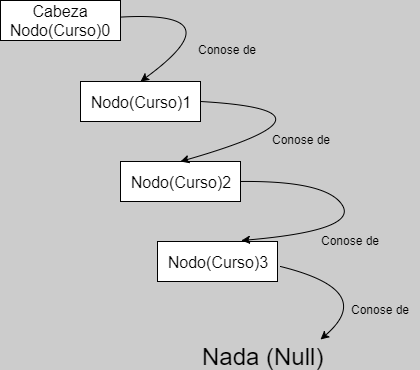 Cabeza
Nodo(Curso)0
Conose de
Nodo(Curso)1
Conose de
Nodo(Curso)2
Conose de
Nodo(Curso)3
Conose de
Nada (Null)